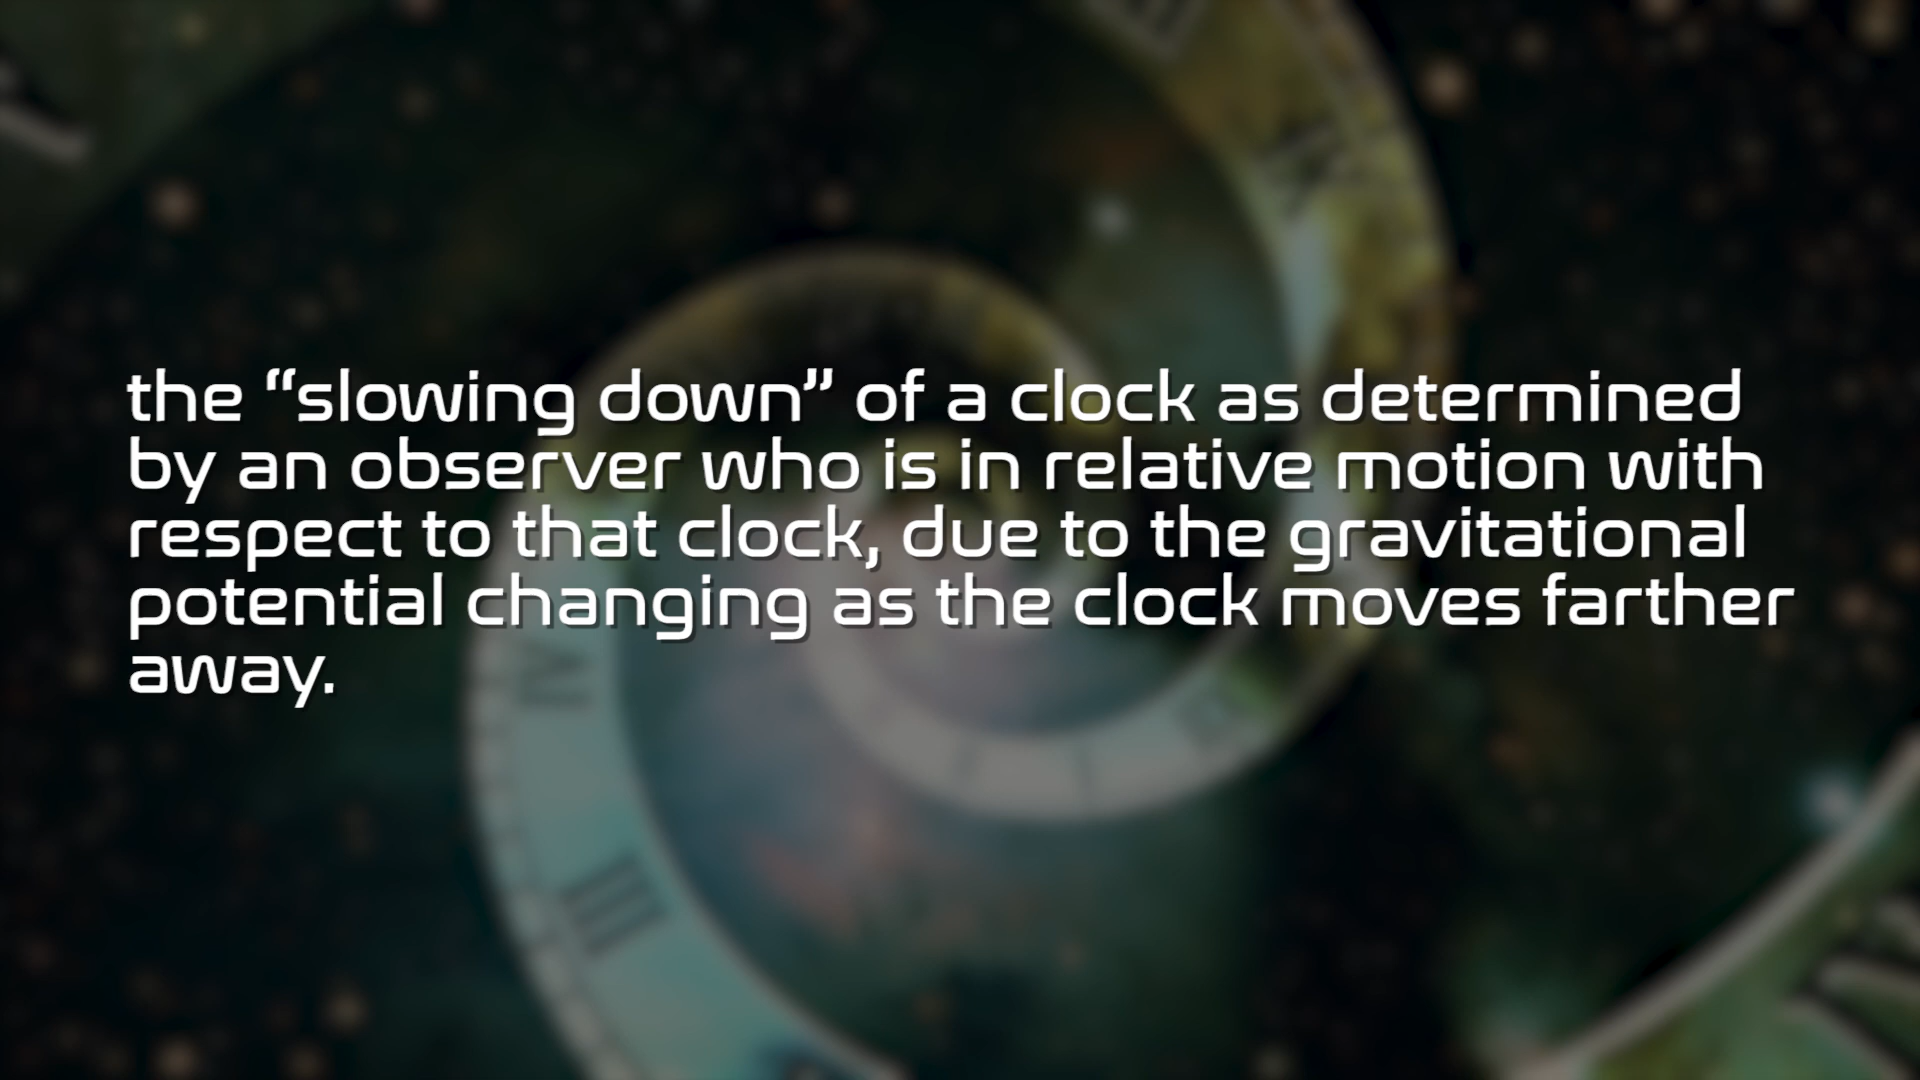 the “slowing down” of a clock as determined
by an observer who is in relative motion with
respect to that clock, due to the gravitational
potential changing as the clock moves farther
away.
III